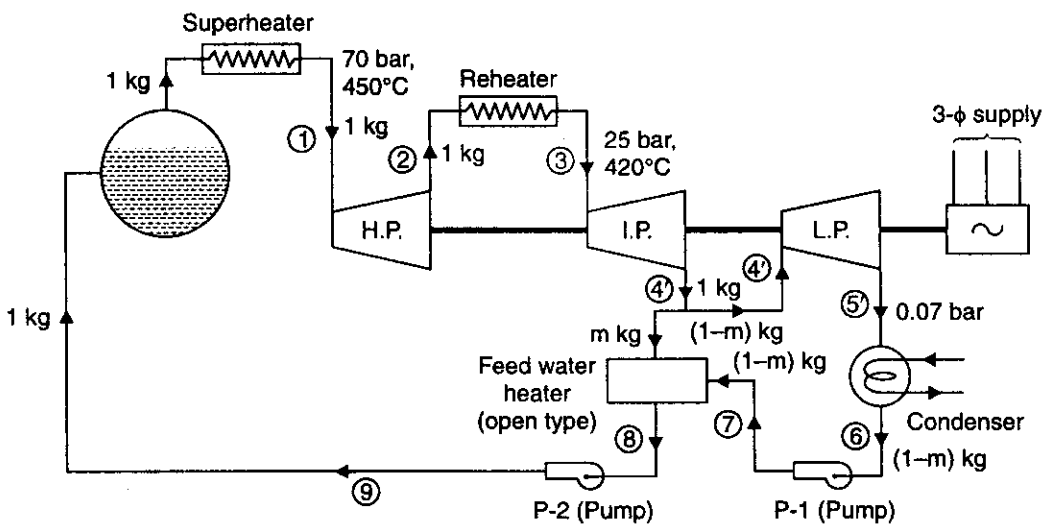 Superheater
1 kg
70 bar,
450°C
Reheater
1
1 kg
2
1 kg
3
25 bar,
420°C
3-ϕ supply
H.P.
I.P.
L.P.
~
4'
1 kg
4'
5'
0.07 bar
1 kg
m kg
(1–m) kg
(1–m) kg
Feed water
heater
(open type)
Condenser
8
7
6
(1–m) kg
9
P-2 (Pump)
P-1 (Pump)